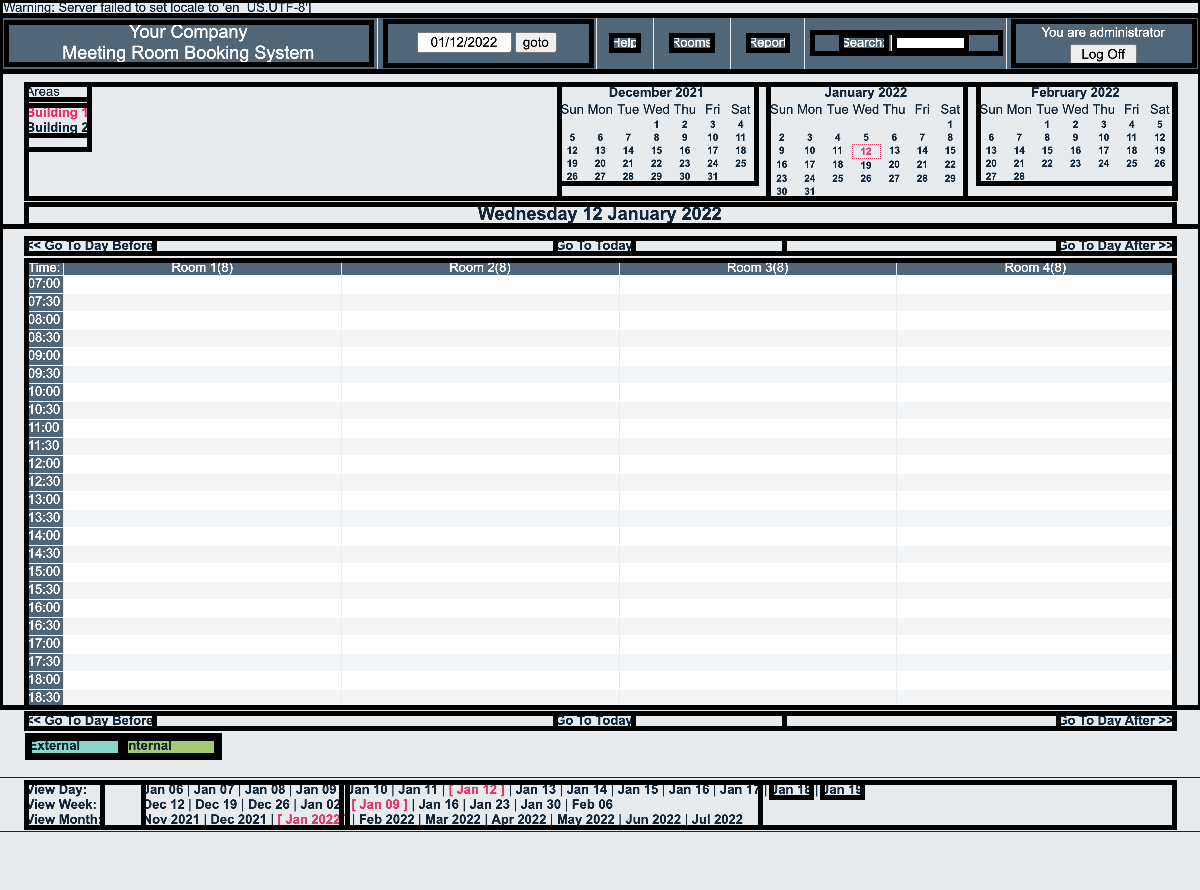 Warning: Server failed to set locale to 'en_US.UTF-8']
Your Company
Meeting Room Booking System
01/12/2022 goto
Help
Rooms
Report
Search:
You are administrator
Log Off
Areas
Building 1
Building 2
December 2021
Sun Mon Tue Wed Thu Fri Sat
1 2 3 4
5 6 7 8 9 10 11
12 13 14 15 16 17 18
19 20 21 22 23 24 25
26 27 28 29 30 31
January 2022
Sun Mon Tue Wed Thu Fri Sat
1
2 3 4 5 6 7 8
9 10 11 12 13 14 15
16 17 18 19 20 21 22
23 24 25 26 27 28 29
30 31
February 2022
Sun Mon Tue Wed Thu Fri Sat
1 2 3 4 5
6 7 8 9 10 11 12
13 14 15 16 17 18 19
20 21 22 23 24 25 26
27 28
Wednesday 12 January 2022
<< Go To Day Before Go To Today Go To Day After >>
Time: Room 1(8) Room 2(8) Room 3(8) Room 4(8)
07:00
07:30
08:00
08:30
09:00
09:30
10:00
10:30
11:00
11:30
12:00
12:30
13:00
13:30
14:00
14:30
15:00
15:30
16:00
16:30
17:00
17:30
18:00
18:30
<< Go To Day Before Go To Today Go To Day After >>
External Internal
View Day: Jan 06 | Jan 07 | Jan 08 | Jan 09 | Jan 10 | Jan 11 | [ Jan 12 ] | Jan 13 | Jan 14 | Jan 15 | Jan 16 | Jan 17 | Jan 18 | Jan 19
View Week: Dec 12 | Dec 19 | Dec 26 | Jan 02 | [ Jan 09 ] | Jan 16 | Jan 23 | Jan 30 | Feb 06
View Month: Nov 2021 | Dec 2021 | [ Jan 2022 ] | Feb 2022 | Mar 2022 | Apr 2022 | May 2022 | Jun 2022 | Jul 2022